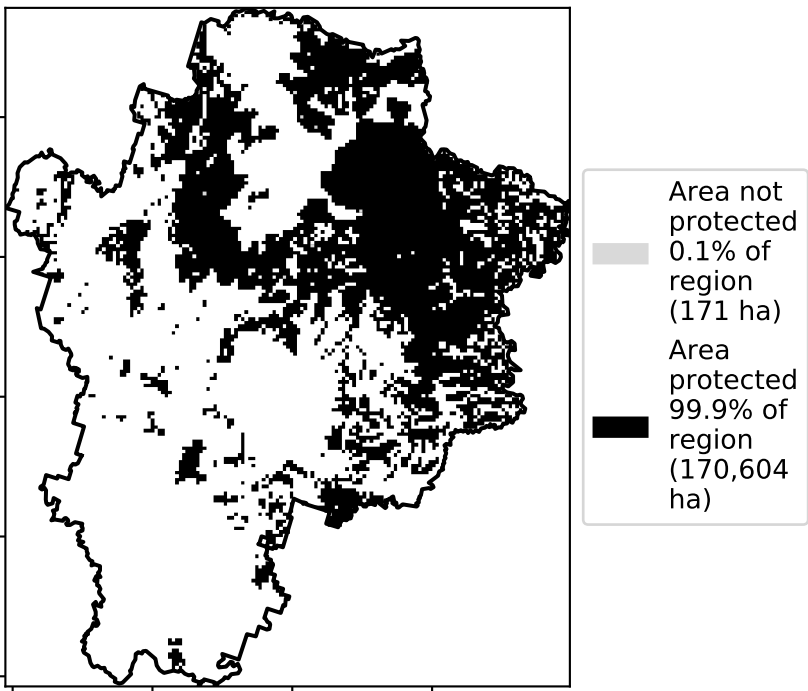 Area not
protected
0.1% of
region
(171 ha)
Area
protected
99.9% of
region
(170,604
ha)